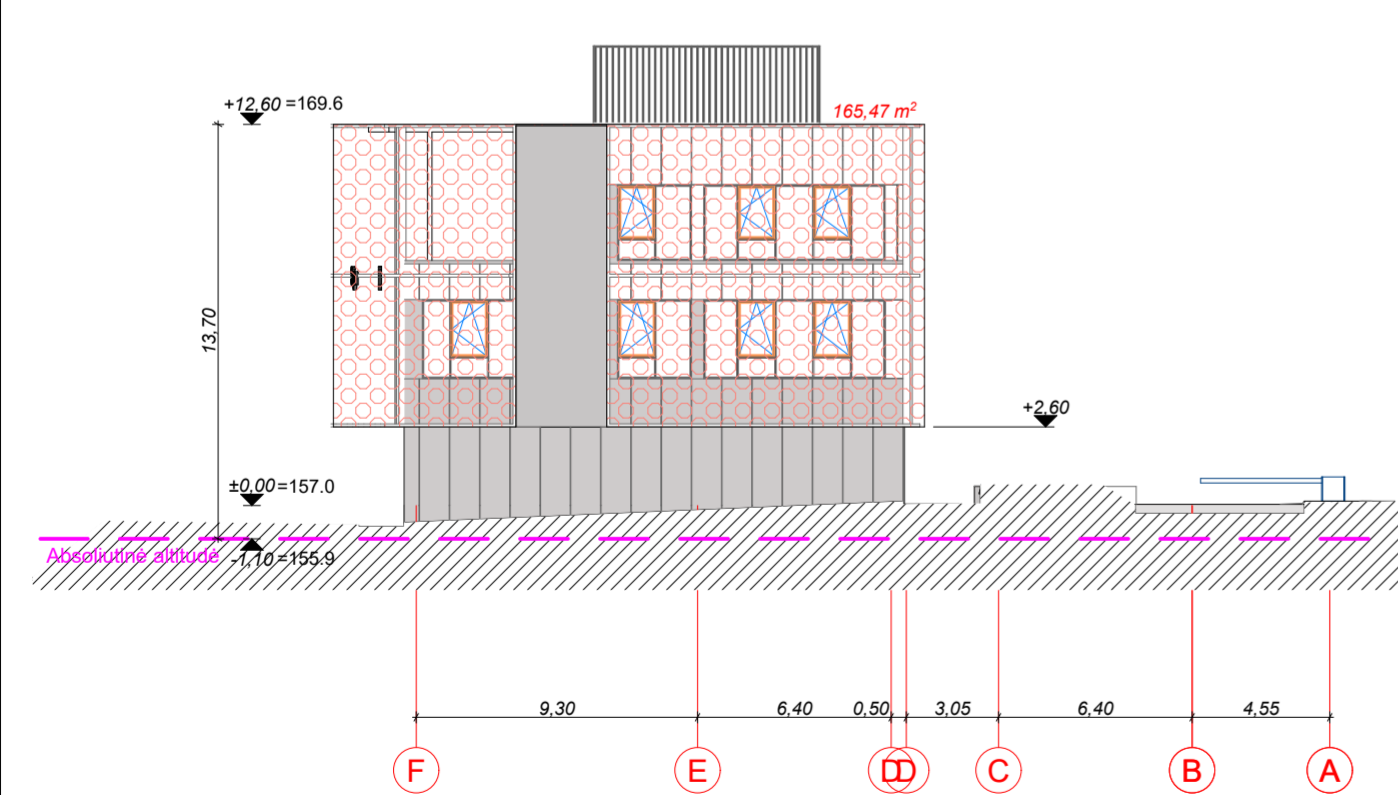 +12,60 =169.6
165,47 m²
13,70
+2,60
±0,00 =157.0
Absoliutinė altitudė
-1,10 =155.9
9,30 6,40 0,50 3,05 6,40 4,55
F E D D C B A